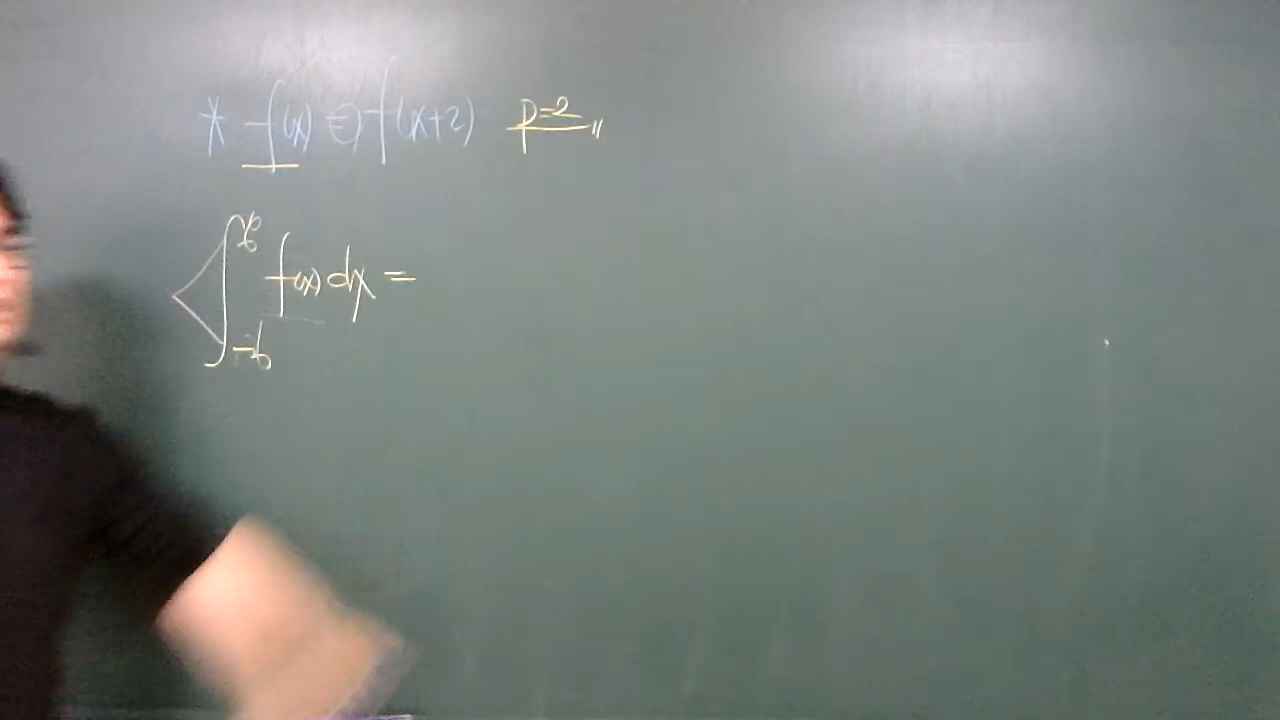 * f(x) = f(x+2) P=2 〃
∫_{-6}^{6} f(x) dx =